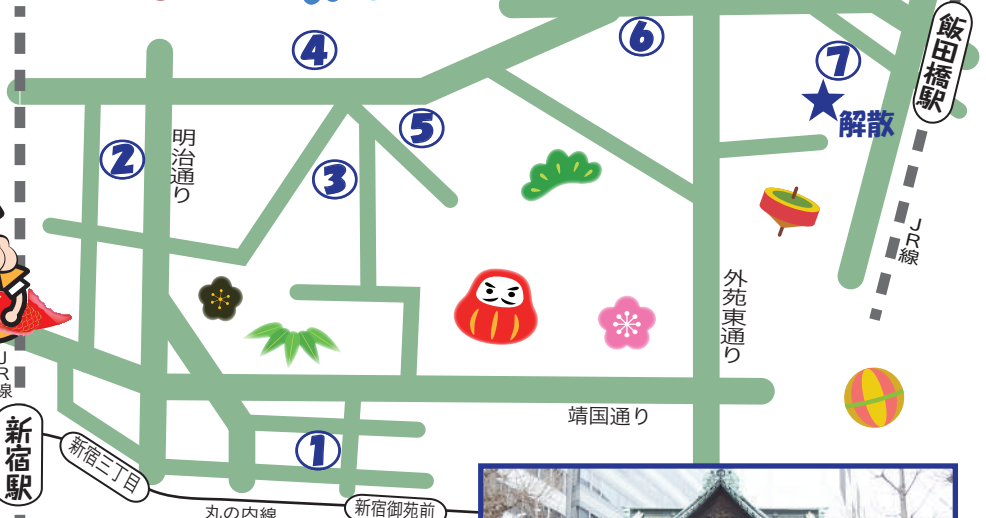 ④
⑥
⑦
飯田橋駅
解散
⑤
②
明治通り
③
JR線
外苑東通り
JR線
靖国通り
新宿駅
新宿三丁目
①
丸の内線
新宿御苑前